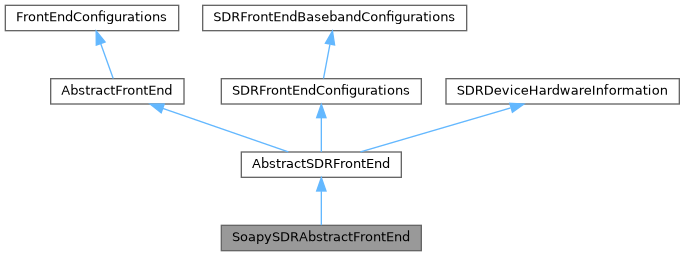 FrontEndConfigurations
SDRFrontEndBasebandConfigurations
AbstractFrontEnd
SDRFrontEndConfigurations
SDRDeviceHardwareInformation
AbstractSDRFrontEnd
SoapySDRAbstractFrontEnd